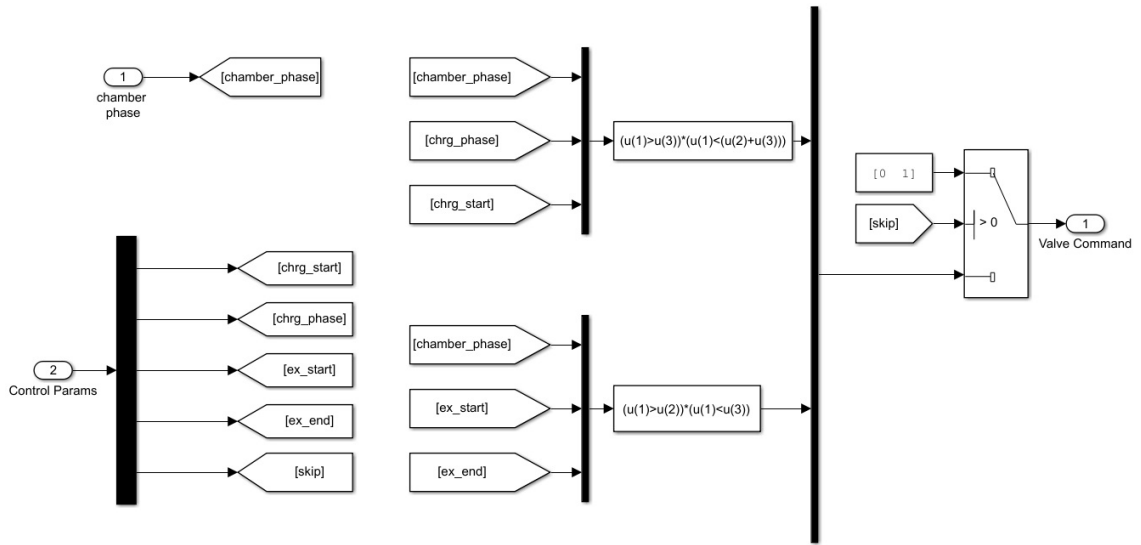 1
chamber
phase
[chamber_phase]
2
Control Params
[chrg_start]
[chrg_phase]
[ex_start]
[ex_end]
[skip]
[chamber_phase]
[chrg_phase]
[chrg_start]
(u(1)>u(3))*(u(1)<(u(2)+u(3)))
[chamber_phase]
[ex_start]
[ex_end]
(u(1)>u(2))*(u(1)<u(3))
[0 1]
[skip]
> 0
1
Valve Command